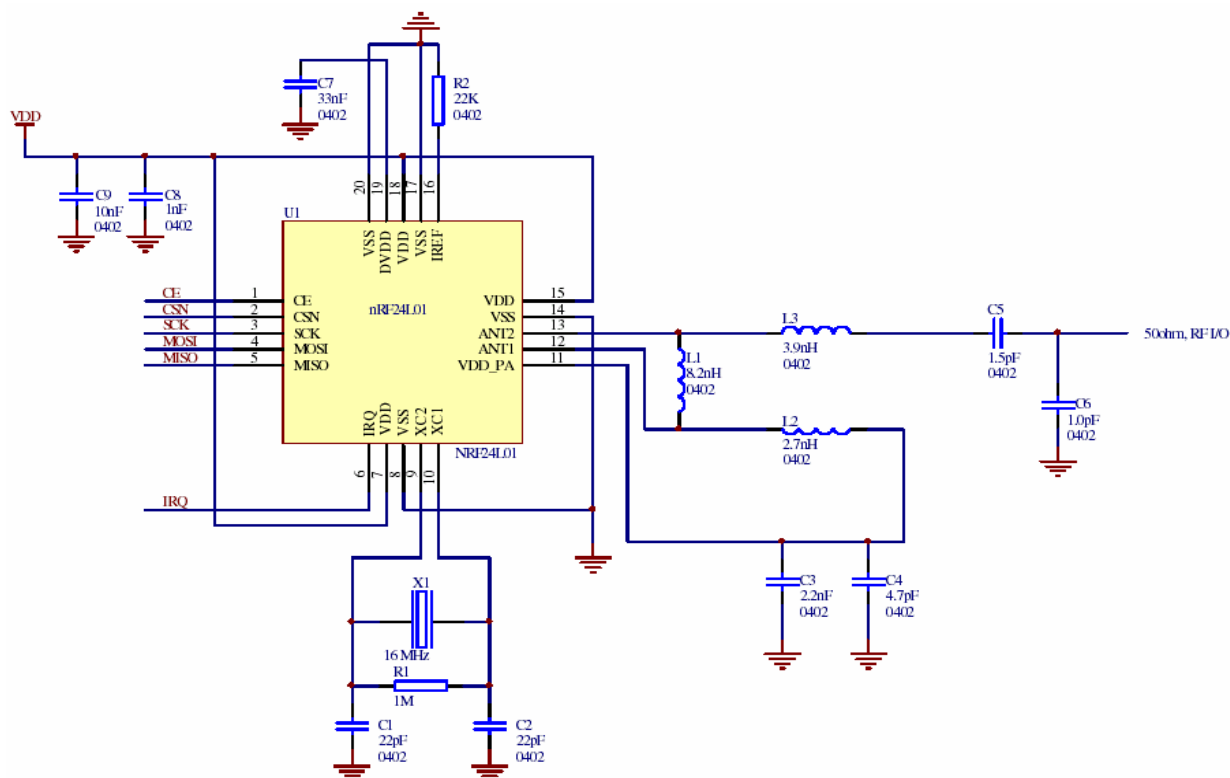 C7
33nF
0402
R2
22K
0402
VDD
C9
10nF
0402
C8
1nF
0402
20
19
18
17
16
U1
VSS
DVDD
VDD
VSS
IREF
nRF24L01
CE
1
CE
CSN
2
CSN
SCK
3
SCK
MOSI
4
MOSI
MISO
5
MISO
VDD
15
VSS
14
ANT2
13
ANT1
12
VDD_PA
11
IRQ
VDD
VSS
XC2
XC1
NRF24L01
6
7
8
9
10
IRQ
L3
3.9nH
0402
C5
1.5pF
0402
50ohm, RF I/O
L1
8.2nH
0402
C6
1.0pF
0402
L2
2.7nH
0402
C3
2.2nF
0402
C4
4.7pF
0402
X1
16 MHz
R1
1M
C1
22pF
0402
C2
22pF
0402